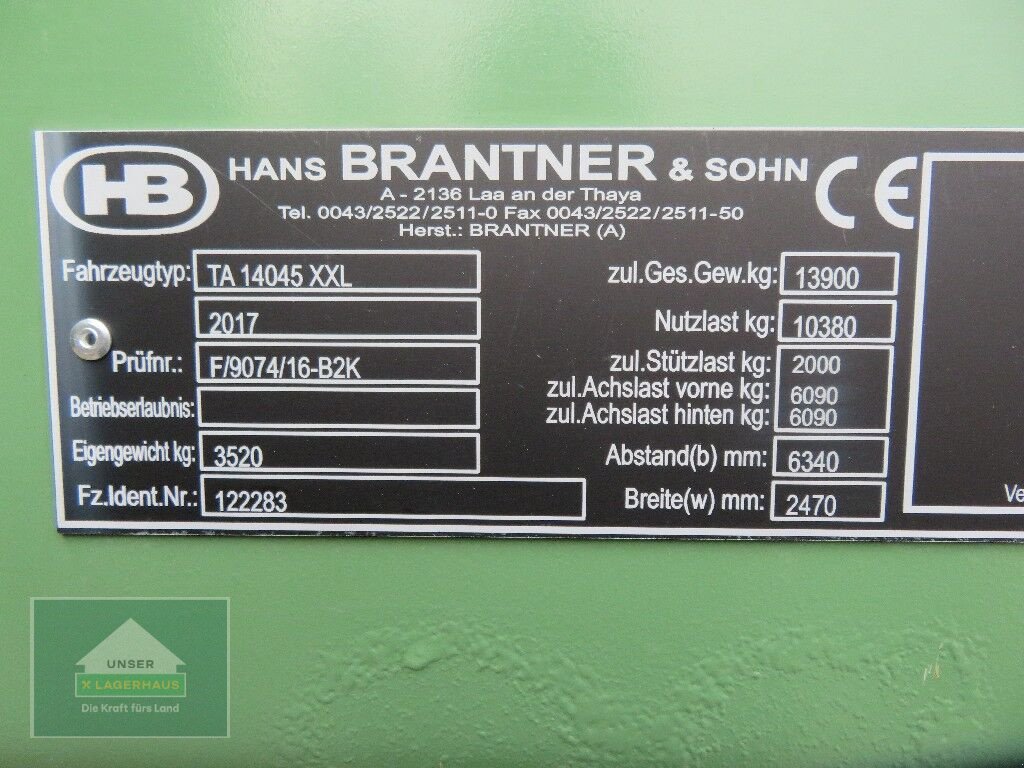 HB
HANS BRANTNER & SOHN
A - 2136 Laa an der Thaya
Tel. 0043/2522/2511-0 Fax 0043/2522/2511-50
Herst.: BRANTNER (A)
CE
Fahrzeugtyp: TA 14045 XXL
2017
Prüfnr.: F/9074/16-B2K
Betriebserlaubnis:
Eigengewicht kg: 3520
Fz.Ident.Nr.: 122283
zul.Ges.Gew.kg: 13900
Nutzlast kg: 10380
zul.Stützlast kg: 2000
zul.Achslast vorne kg: 6090
zul.Achslast hinten kg: 6090
Abstand(b) mm: 6340
Breite(w) mm: 2470
UNSER
X LAGERHAUS
Die Kraft fürs Land